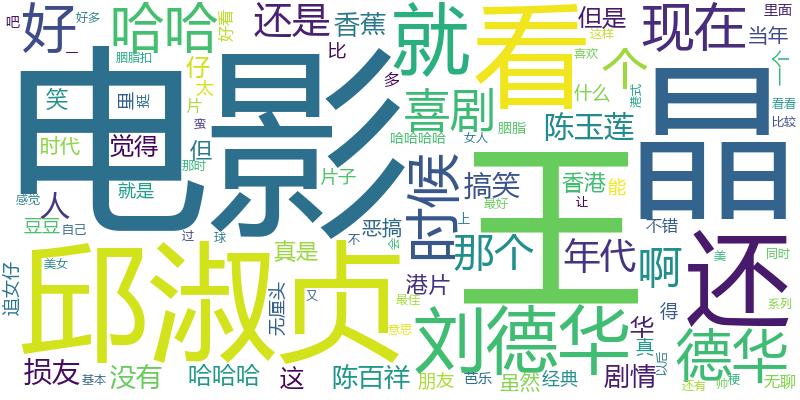 吧 好 好多 哈哈 好看 还是 香蕉 就 看 但是 现在 里面 当年
一 胭脂扣 仔 比 个 这样 喜欢
电影 笑 里 挺 太 片 多 喜剧 什么 港式 晶 看看 比较
时代 觉得 蛮 但 哈哈哈哈 胭脂 女人 陈玉莲
就是 那时 片子 时候 搞笑 王 香港 能
感觉 人 最好 让
豆豆 自己 过 球 不 恶搞 会 上 那个 年代 不错 还 美 同时
追女仔 美女 邱淑贞 真是 无厘头 又 港片 最佳 啊 得 系列
意思 刘德华 华 真 德华
损友 基本 没有 哈哈哈 这 陈百祥 朋友 芭乐 虽然 经典 剧情 以后 还有 帅 梗 无聊